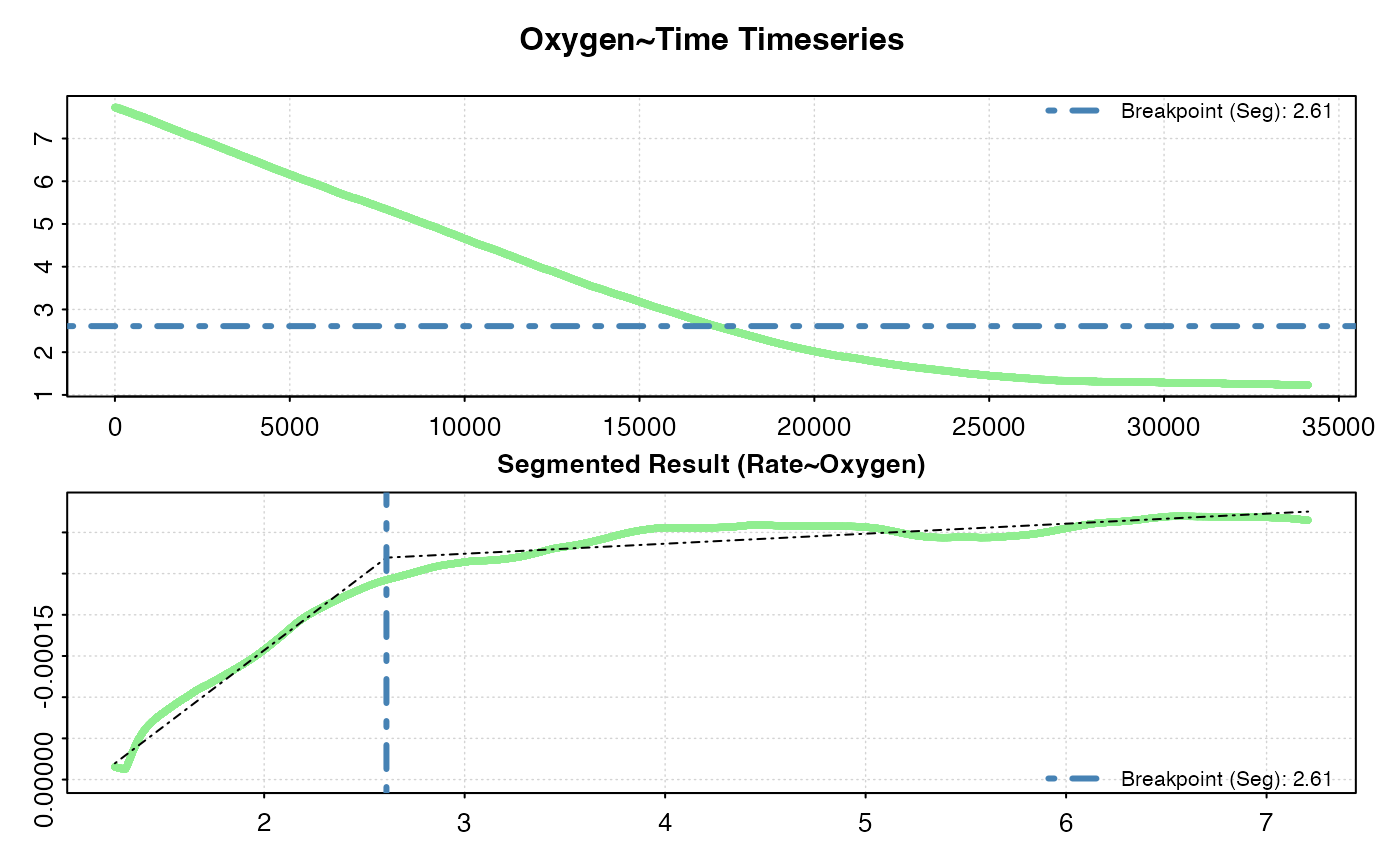 Oxygen~Time Timeseries
Breakpoint (Seg): 2.61
7
6
5
4
3
2
1
0 5000 10000 15000 20000 25000 30000 35000
Segmented Result (Rate~Oxygen)
-0.00015
0.00000
Breakpoint (Seg): 2.61
2 3 4 5 6 7